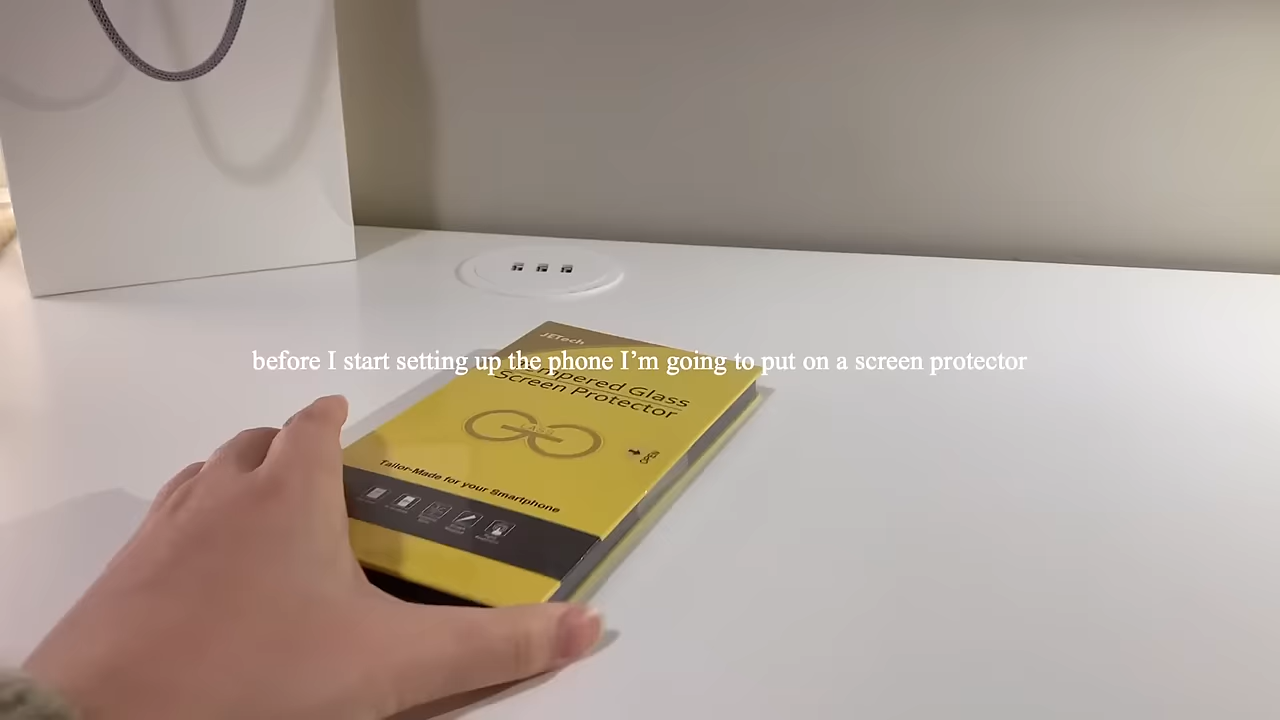 JETech
before I start setting up the phone I’m going to put on a screen protector
Tempered Glass
Screen Protector
Tailor-Made for your Smartphone